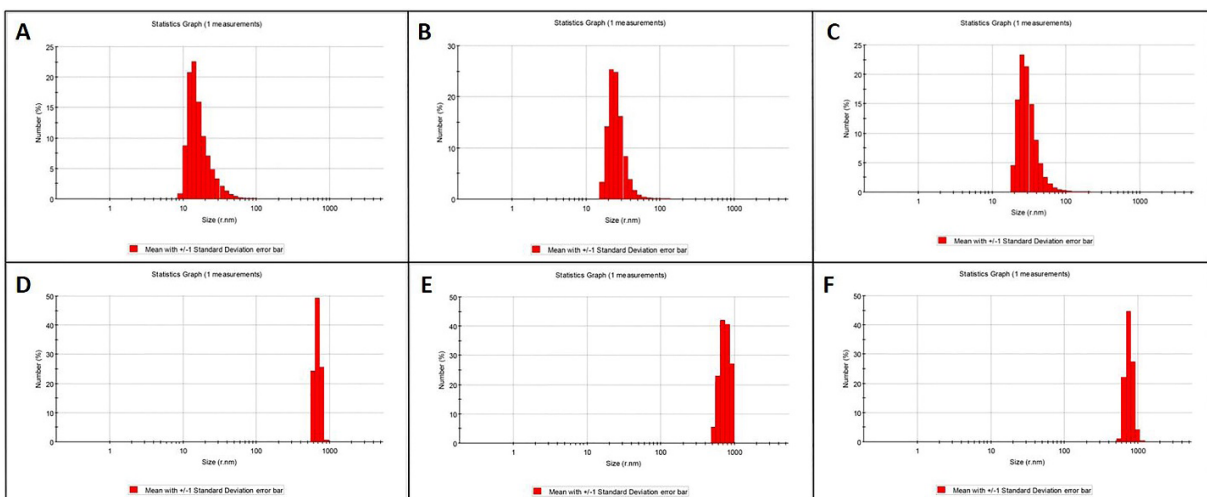 A
Statistics Graph (1 measurements)
25
20
15
10
5
0
Number (%)
1 10 100 1000
Size (r.nm)
Mean with +/-1 Standard Deviation error bar
B
Statistics Graph (1 measurements)
30
20
10
0
Number (%)
1 10 100 1000
Size (r.nm)
Mean with +/-1 Standard Deviation error bar
C
Statistics Graph (1 measurements)
25
20
15
10
5
0
Number (%)
1 10 100 1000
Size (r.nm)
Mean with +/-1 Standard Deviation error bar
D
Statistics Graph (1 measurements)
50
40
30
20
10
0
Number (%)
1 10 100 1000
Size (r.nm)
Mean with +/-1 Standard Deviation error bar
E
Statistics Graph (1 measurements)
50
40
30
20
10
0
Number (%)
1 10 100 1000
Size (r.nm)
Mean with +/-1 Standard Deviation error bar
F
Statistics Graph (1 measurements)
50
40
30
20
10
0
Number (%)
1 10 100 1000
Size (r.nm)
Mean with +/-1 Standard Deviation error bar